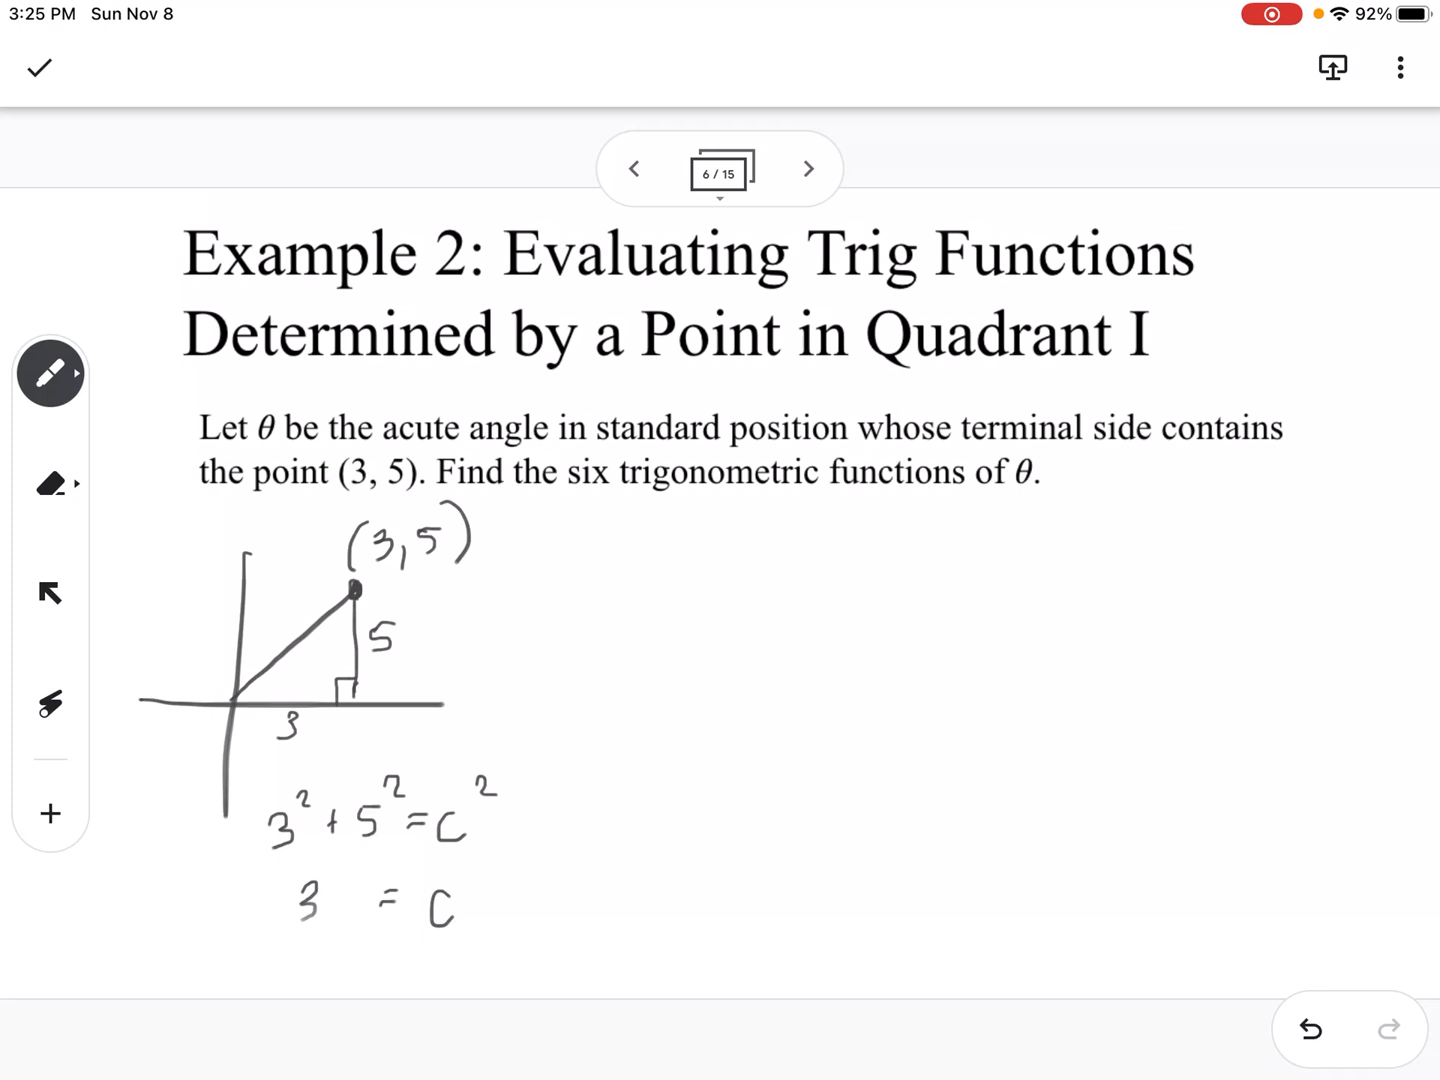 3:25 PM Sun Nov 8
92%
6 / 15
Example 2: Evaluating Trig Functions
Determined by a Point in Quadrant I
Let θ be the acute angle in standard position whose terminal side contains
the point (3, 5). Find the six trigonometric functions of θ.
(3,5)
5
3
3² + 5² = c²
3 = c